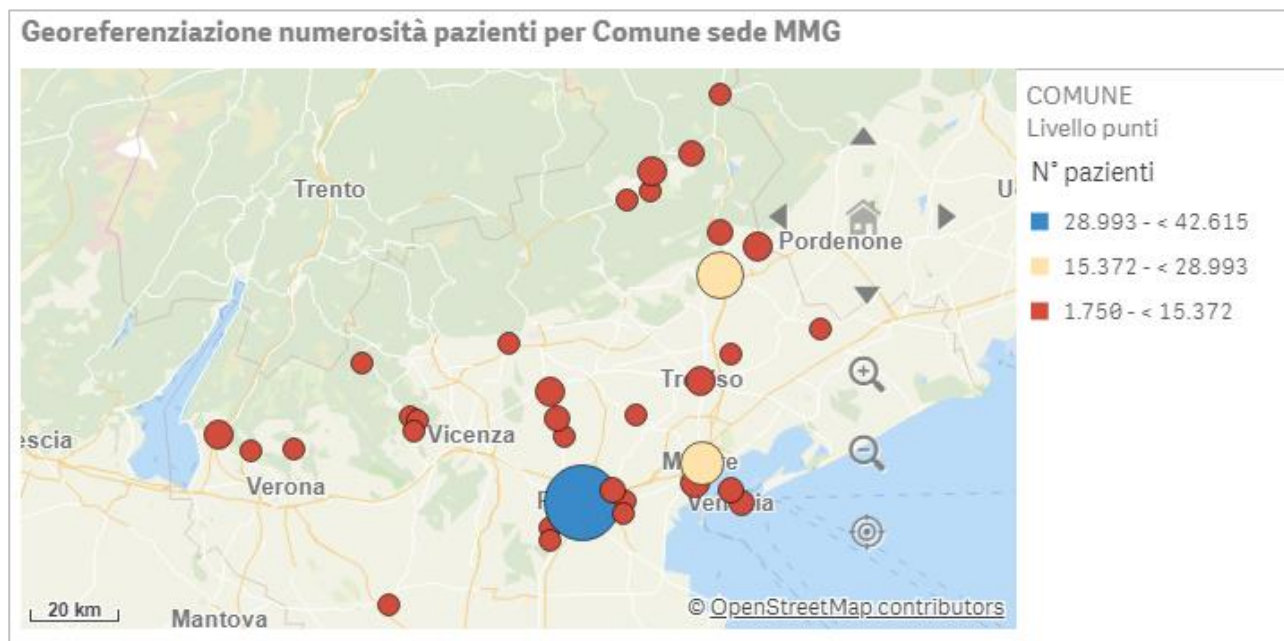 Georeferenziazione numerosità pazienti per Comune sede MMG
COMUNE
Livello punti
N° pazienti
28.993 - < 42.615
15.372 - < 28.993
1.750 - < 15.372
Trento
Pordenone
Vicenza
Verona
Mantova
20 km
© OpenStreetMap contributors